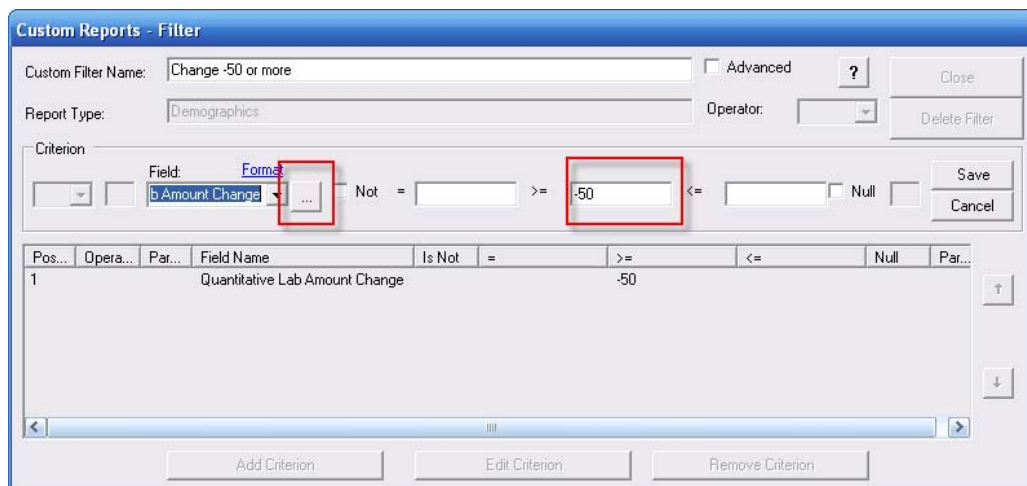 Custom Reports - Filter
Custom Filter Name: Change -50 or more Advanced ? Close
Report Type: Demographics Operator: Delete Filter
Criterion
Field: Format
b Amount Change ... Not = >= -50 <= Null Save
Cancel
Pos... Opera... Par... Field Name Is Not = >= <= Null Par...
1 Quantitative Lab Amount Change -50
Add Criterion Edit Criterion Remove Criterion